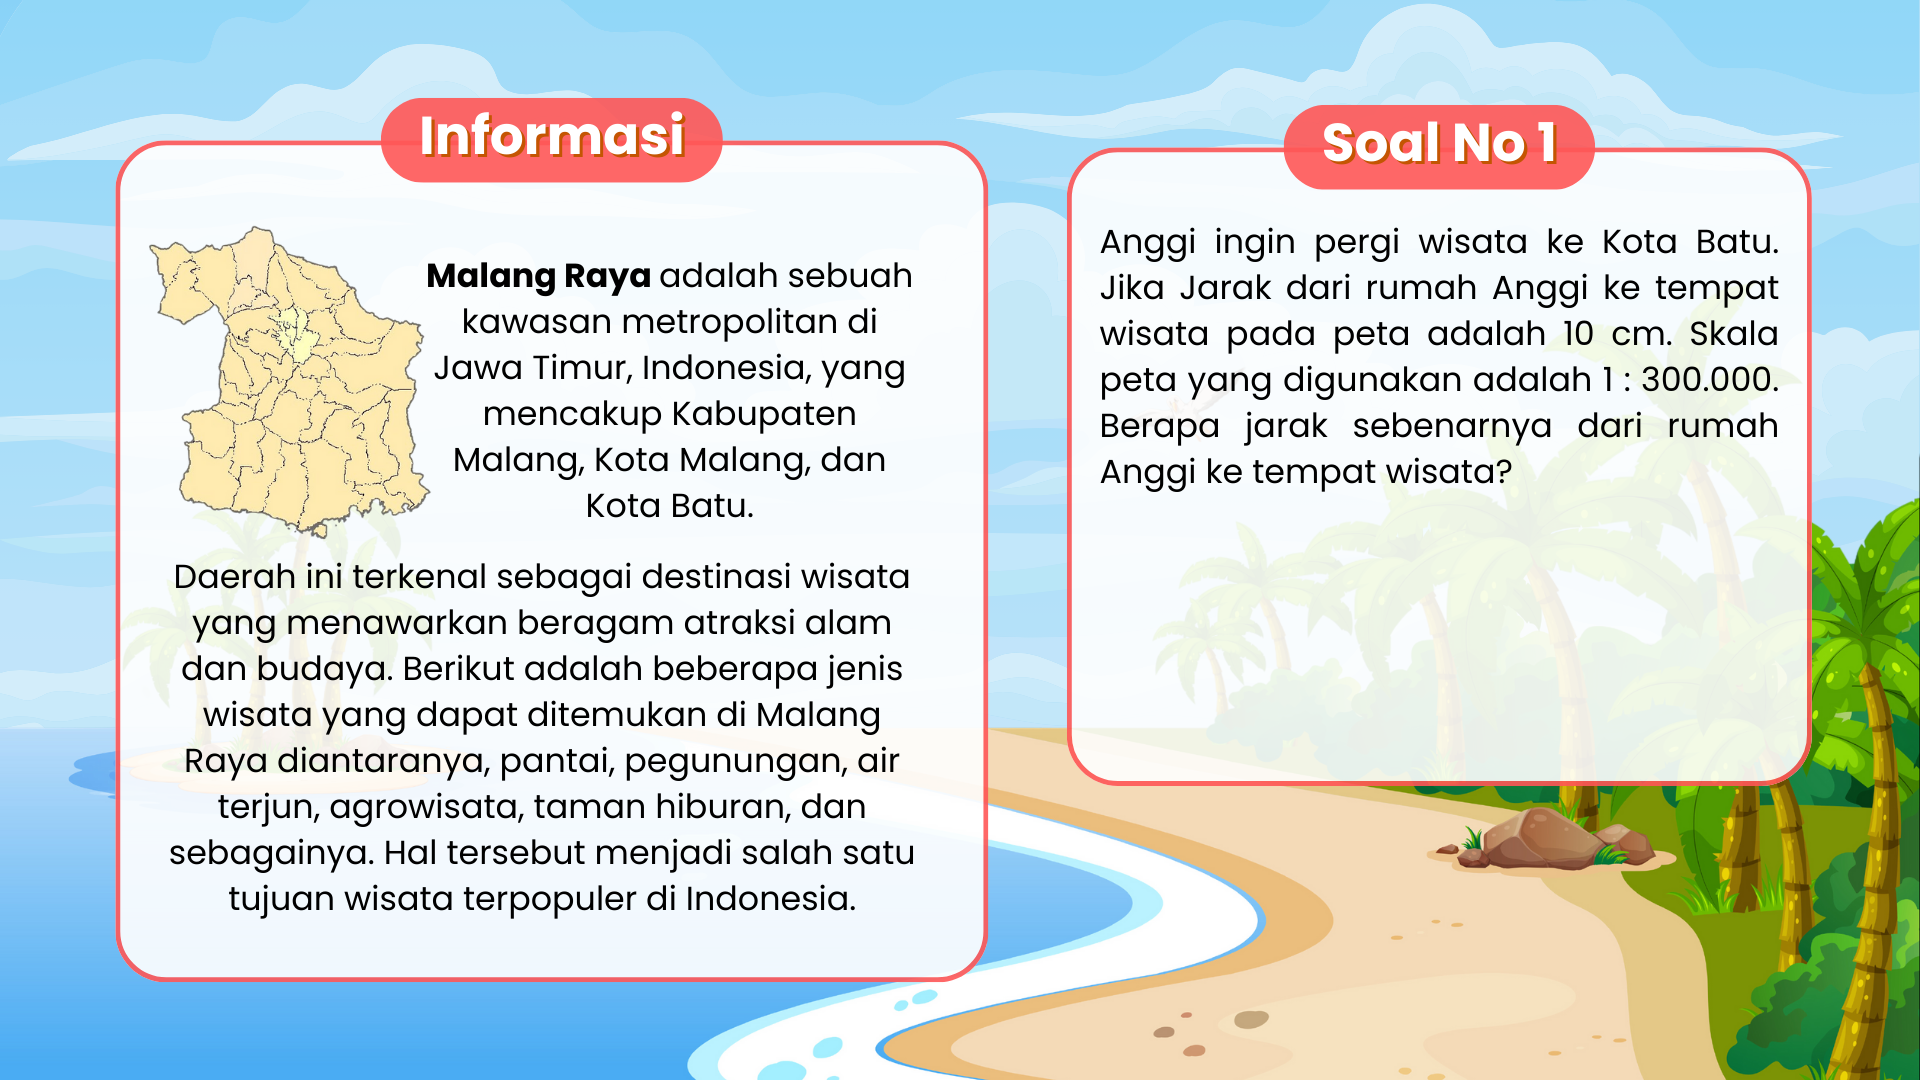 Informasi
Malang Raya adalah sebuah
kawasan metropolitan di
Jawa Timur, Indonesia, yang
mencakup Kabupaten
Malang, Kota Malang, dan
Kota Batu.
Daerah ini terkenal sebagai destinasi wisata
yang menawarkan beragam atraksi alam
dan budaya. Berikut adalah beberapa jenis
wisata yang dapat ditemukan di Malang
Raya diantaranya, pantai, pegunungan, air
terjun, agrowisata, taman hiburan, dan
sebagainya. Hal tersebut menjadi salah satu
tujuan wisata terpopuler di Indonesia.
Soal No 1
Anggi ingin pergi wisata ke Kota Batu.
Jika Jarak dari rumah Anggi ke tempat
wisata pada peta adalah 10 cm. Skala
peta yang digunakan adalah 1 : 300.000.
Berapa jarak sebenarnya dari rumah
Anggi ke tempat wisata?